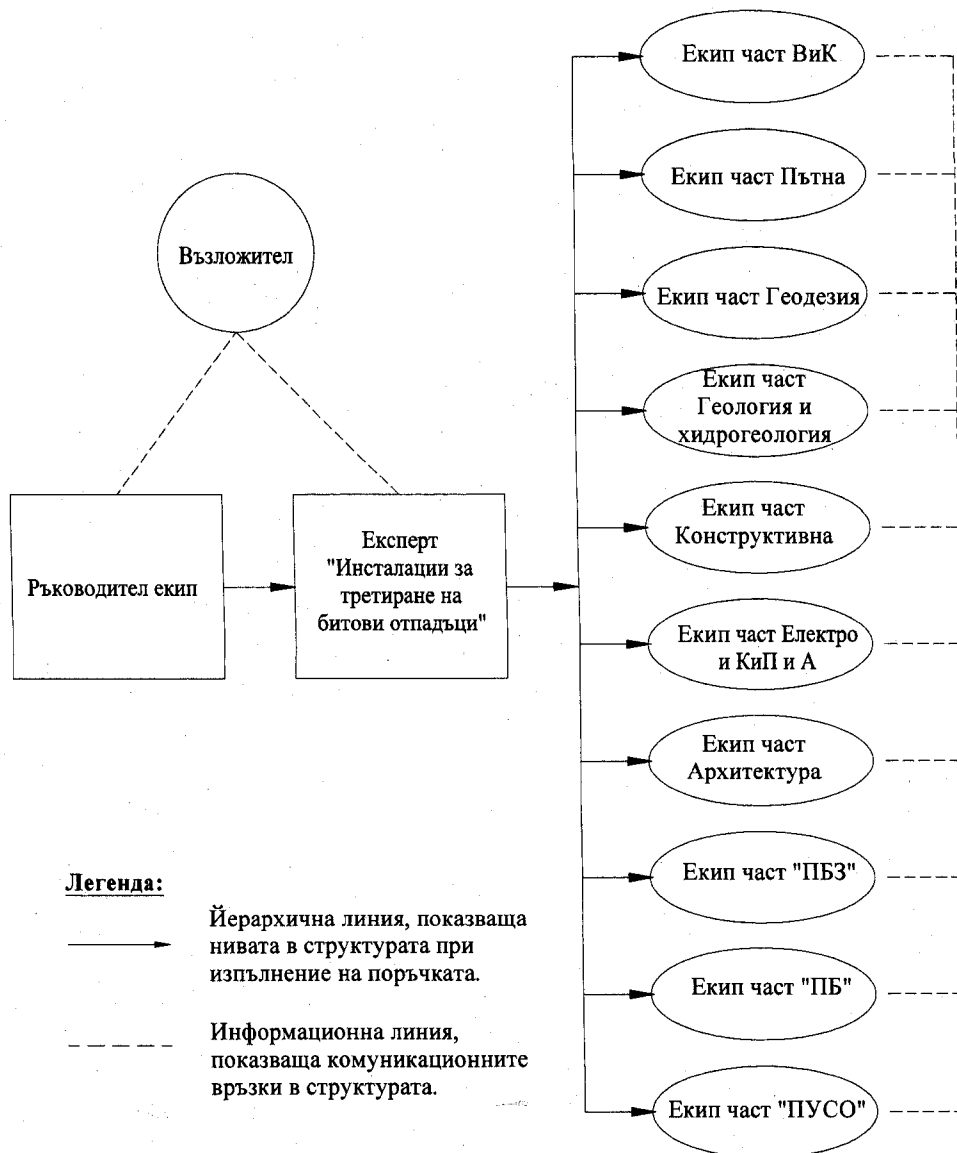 Възложител
Ръководител екип
Експерт
"Инсталации за
третиране на
битови отпадъци"
Екип част ВиК
Екип част Пътна
Екип част Геодезия
Екип част
Геология и
хидрогеология
Екип част
Конструктивна
Екип част Електро
и КиП и А
Екип част
Архитектура
Екип част "ПБЗ"
Екип част "ПБ"
Екип част "ПУСО"
Легенда:
Йерархична линия, показваща
нивата в структурата при
изпълнение на поръчката.
Информационна линия,
показваща комуникационните
връзки в структурата.